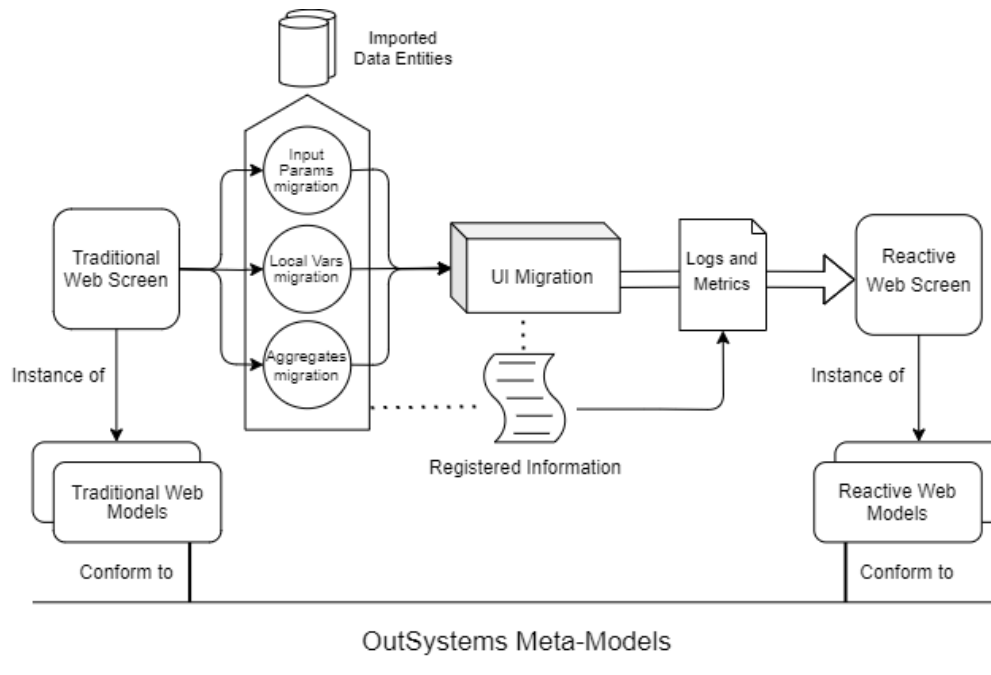 Imported
Data Entities
Input
Params
migration
Traditional
Web Screen
Local Vars
migration
UI Migration
Logs and
Metrics
Reactive
Web Screen
Aggregates
migration
Instance of
Instance of
Registered Information
Traditional Web
Models
Reactive Web
Models
Conform to
Conform to
OutSystems Meta-Models